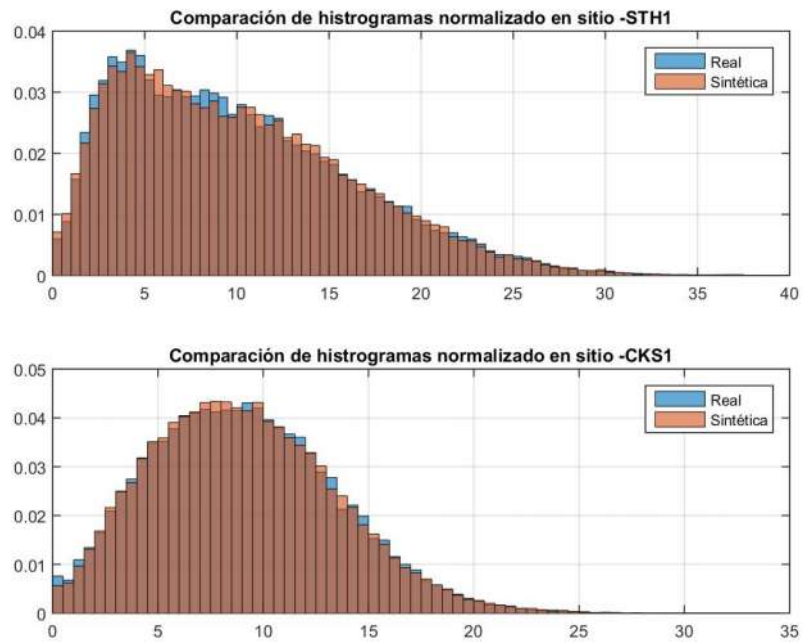 Comparación de histrogramas normalizado en sitio -STH1
0.04
0.03
0.02
0.01
0
Real
Sintética
0 5 10 15 20 25 30 35 40
Comparación de histrogramas normalizado en sitio -CKS1
0.05
0.04
0.03
0.02
0.01
0
Real
Sintética
0 5 10 15 20 25 30 35